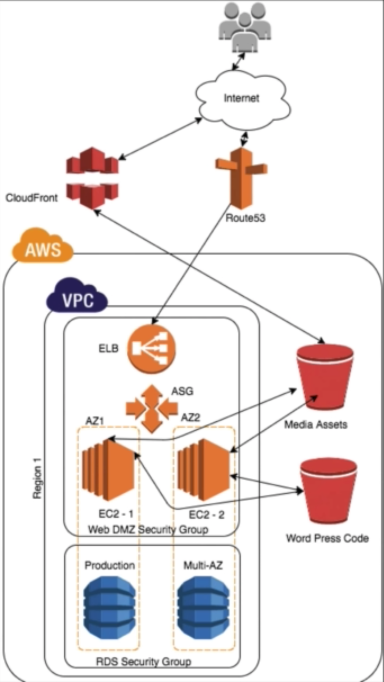 Internet
CloudFront
Route53
AWS
VPC
ELB
ASG
AZ1
AZ2
Media Assets
Region 1
EC2 - 1
EC2 - 2
Web DMZ Security Group
Word Press Code
Production
Multi-AZ
RDS Security Group